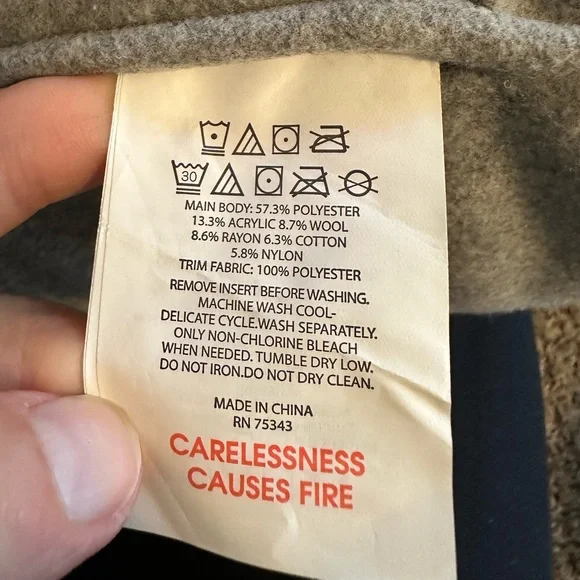 30
MAIN BODY: 57.3% POLYESTER
13.3% ACRYLIC 8.7% WOOL
8.6% RAYON 6.3% COTTON
5.8% NYLON
TRIM FABRIC: 100% POLYESTER
REMOVE INSERT BEFORE WASHING.
MACHINE WASH COOL-
DELICATE CYCLE.WASH SEPARATELY.
ONLY NON-CHLORINE BLEACH
WHEN NEEDED. TUMBLE DRY LOW.
DO NOT IRON.DO NOT DRY CLEAN.
MADE IN CHINA
RN 75343
CARELESSNESS
CAUSES FIRE